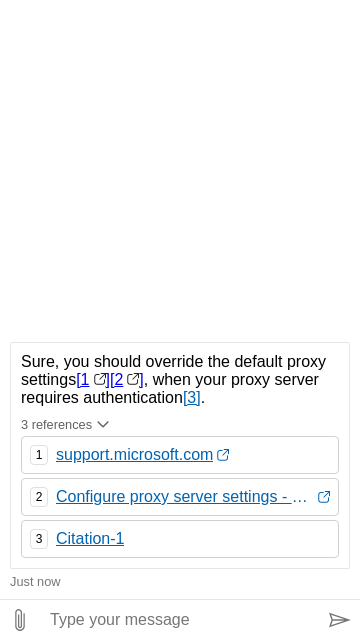 Sure, you should override the default proxy
settings[1][2], when your proxy server
requires authentication[3].
3 references
1 support.microsoft.com
2 Configure proxy server settings - …
3 Citation-1
Just now
Type your message